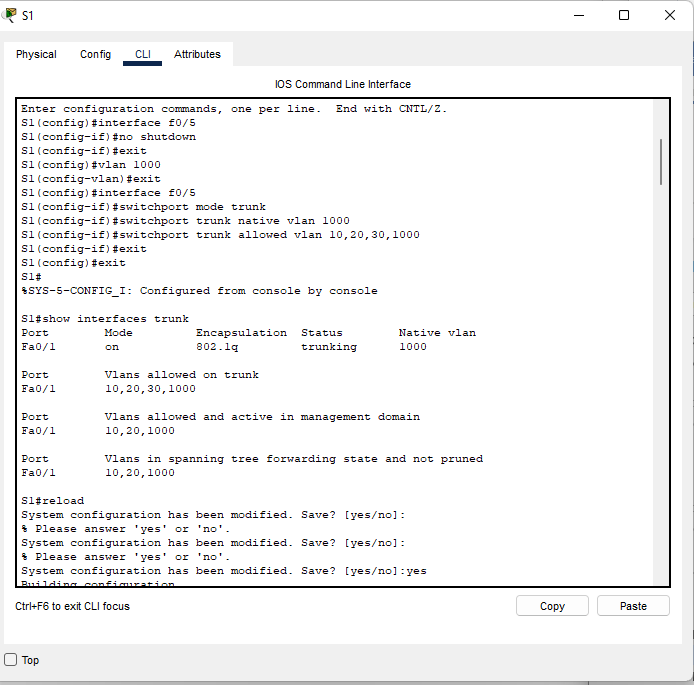 S1
Physical Config CLI Attributes
IOS Command Line Interface
Enter configuration commands, one per line.  End with CNTL/Z.
S1(config)#interface f0/5
S1(config-if)#no shutdown
S1(config-if)#exit
S1(config)#vlan 1000
S1(config-vlan)#exit
S1(config)#interface f0/5
S1(config-if)#switchport mode trunk
S1(config-if)#switchport trunk native vlan 1000
S1(config-if)#switchport trunk allowed vlan 10,20,30,1000
S1(config-if)#exit
S1(config)#exit
S1#
%SYS-5-CONFIG_I: Configured from console by console
S1#show interfaces trunk
Port        Mode         Encapsulation  Status        Native vlan
Fa0/1       on           802.1q         trunking      1000
Port        Vlans allowed on trunk
Fa0/1       10,20,30,1000
Port        Vlans allowed and active in management domain
Fa0/1       10,20,1000
Port        Vlans in spanning tree forwarding state and not pruned
Fa0/1       10,20,1000
S1#reload
System configuration has been modified. Save? [yes/no]:
% Please answer 'yes' or 'no'.
System configuration has been modified. Save? [yes/no]:
% Please answer 'yes' or 'no'.
System configuration has been modified. Save? [yes/no]:yes
Building configuration
Ctrl+F6 to exit CLI focus
Copy Paste
Top